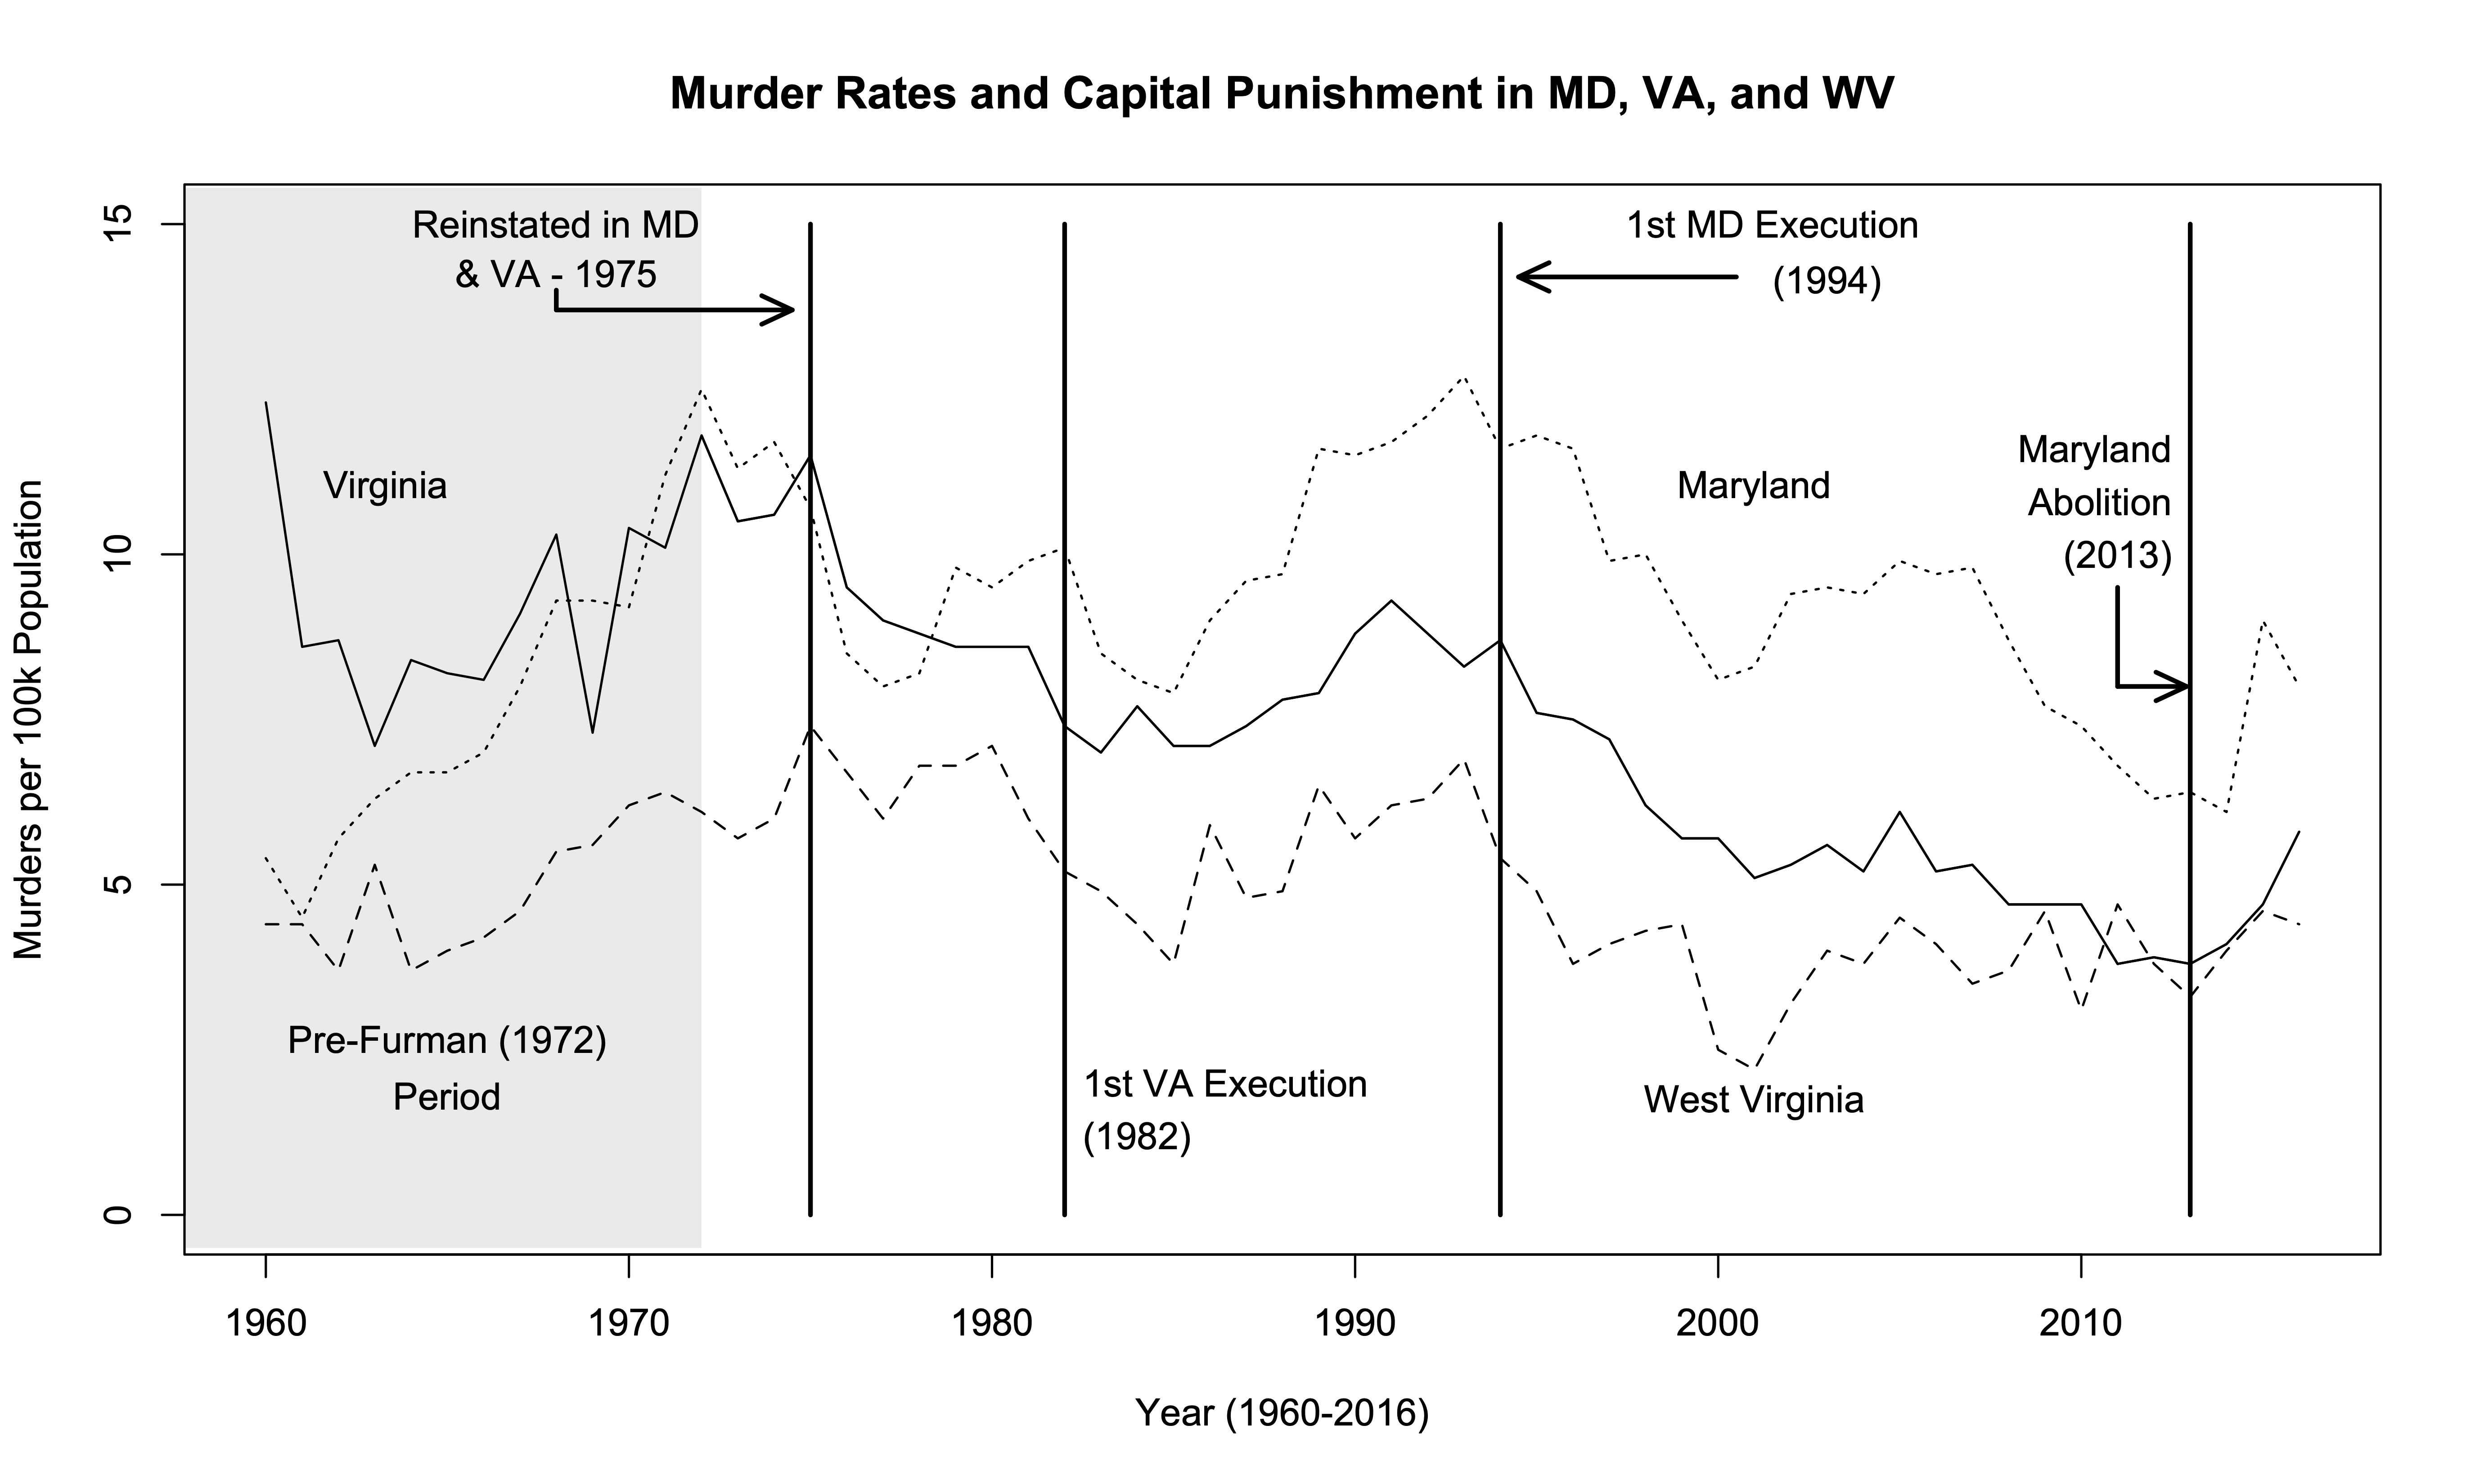 Murder Rates and Capital Punishment in MD, VA, and WV
Murders per 100k Population
15
10
5
0
Reinstated in MD
& VA - 1975
1st MD Execution
(1994)
Virginia
Maryland
Maryland
Abolition
(2013)
Pre-Furman (1972)
Period
1st VA Execution
(1982)
West Virginia
1960
1970
1980
1990
2000
2010
Year (1960-2016)